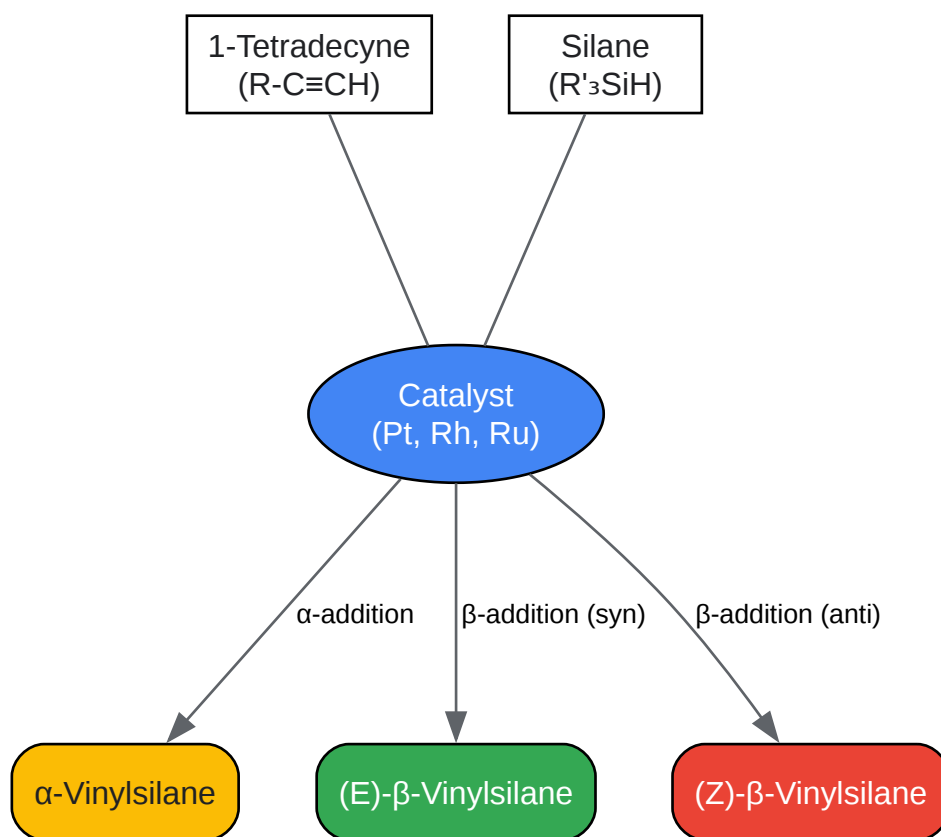 1-Tetradecyne
(R-C≡CH)
Silane
(R'₃SiH)
Catalyst
(Pt, Rh, Ru)
α-addition
β-addition (syn)
β-addition (anti)
α-Vinylsilane
(E)-β-Vinylsilane
(Z)-β-Vinylsilane